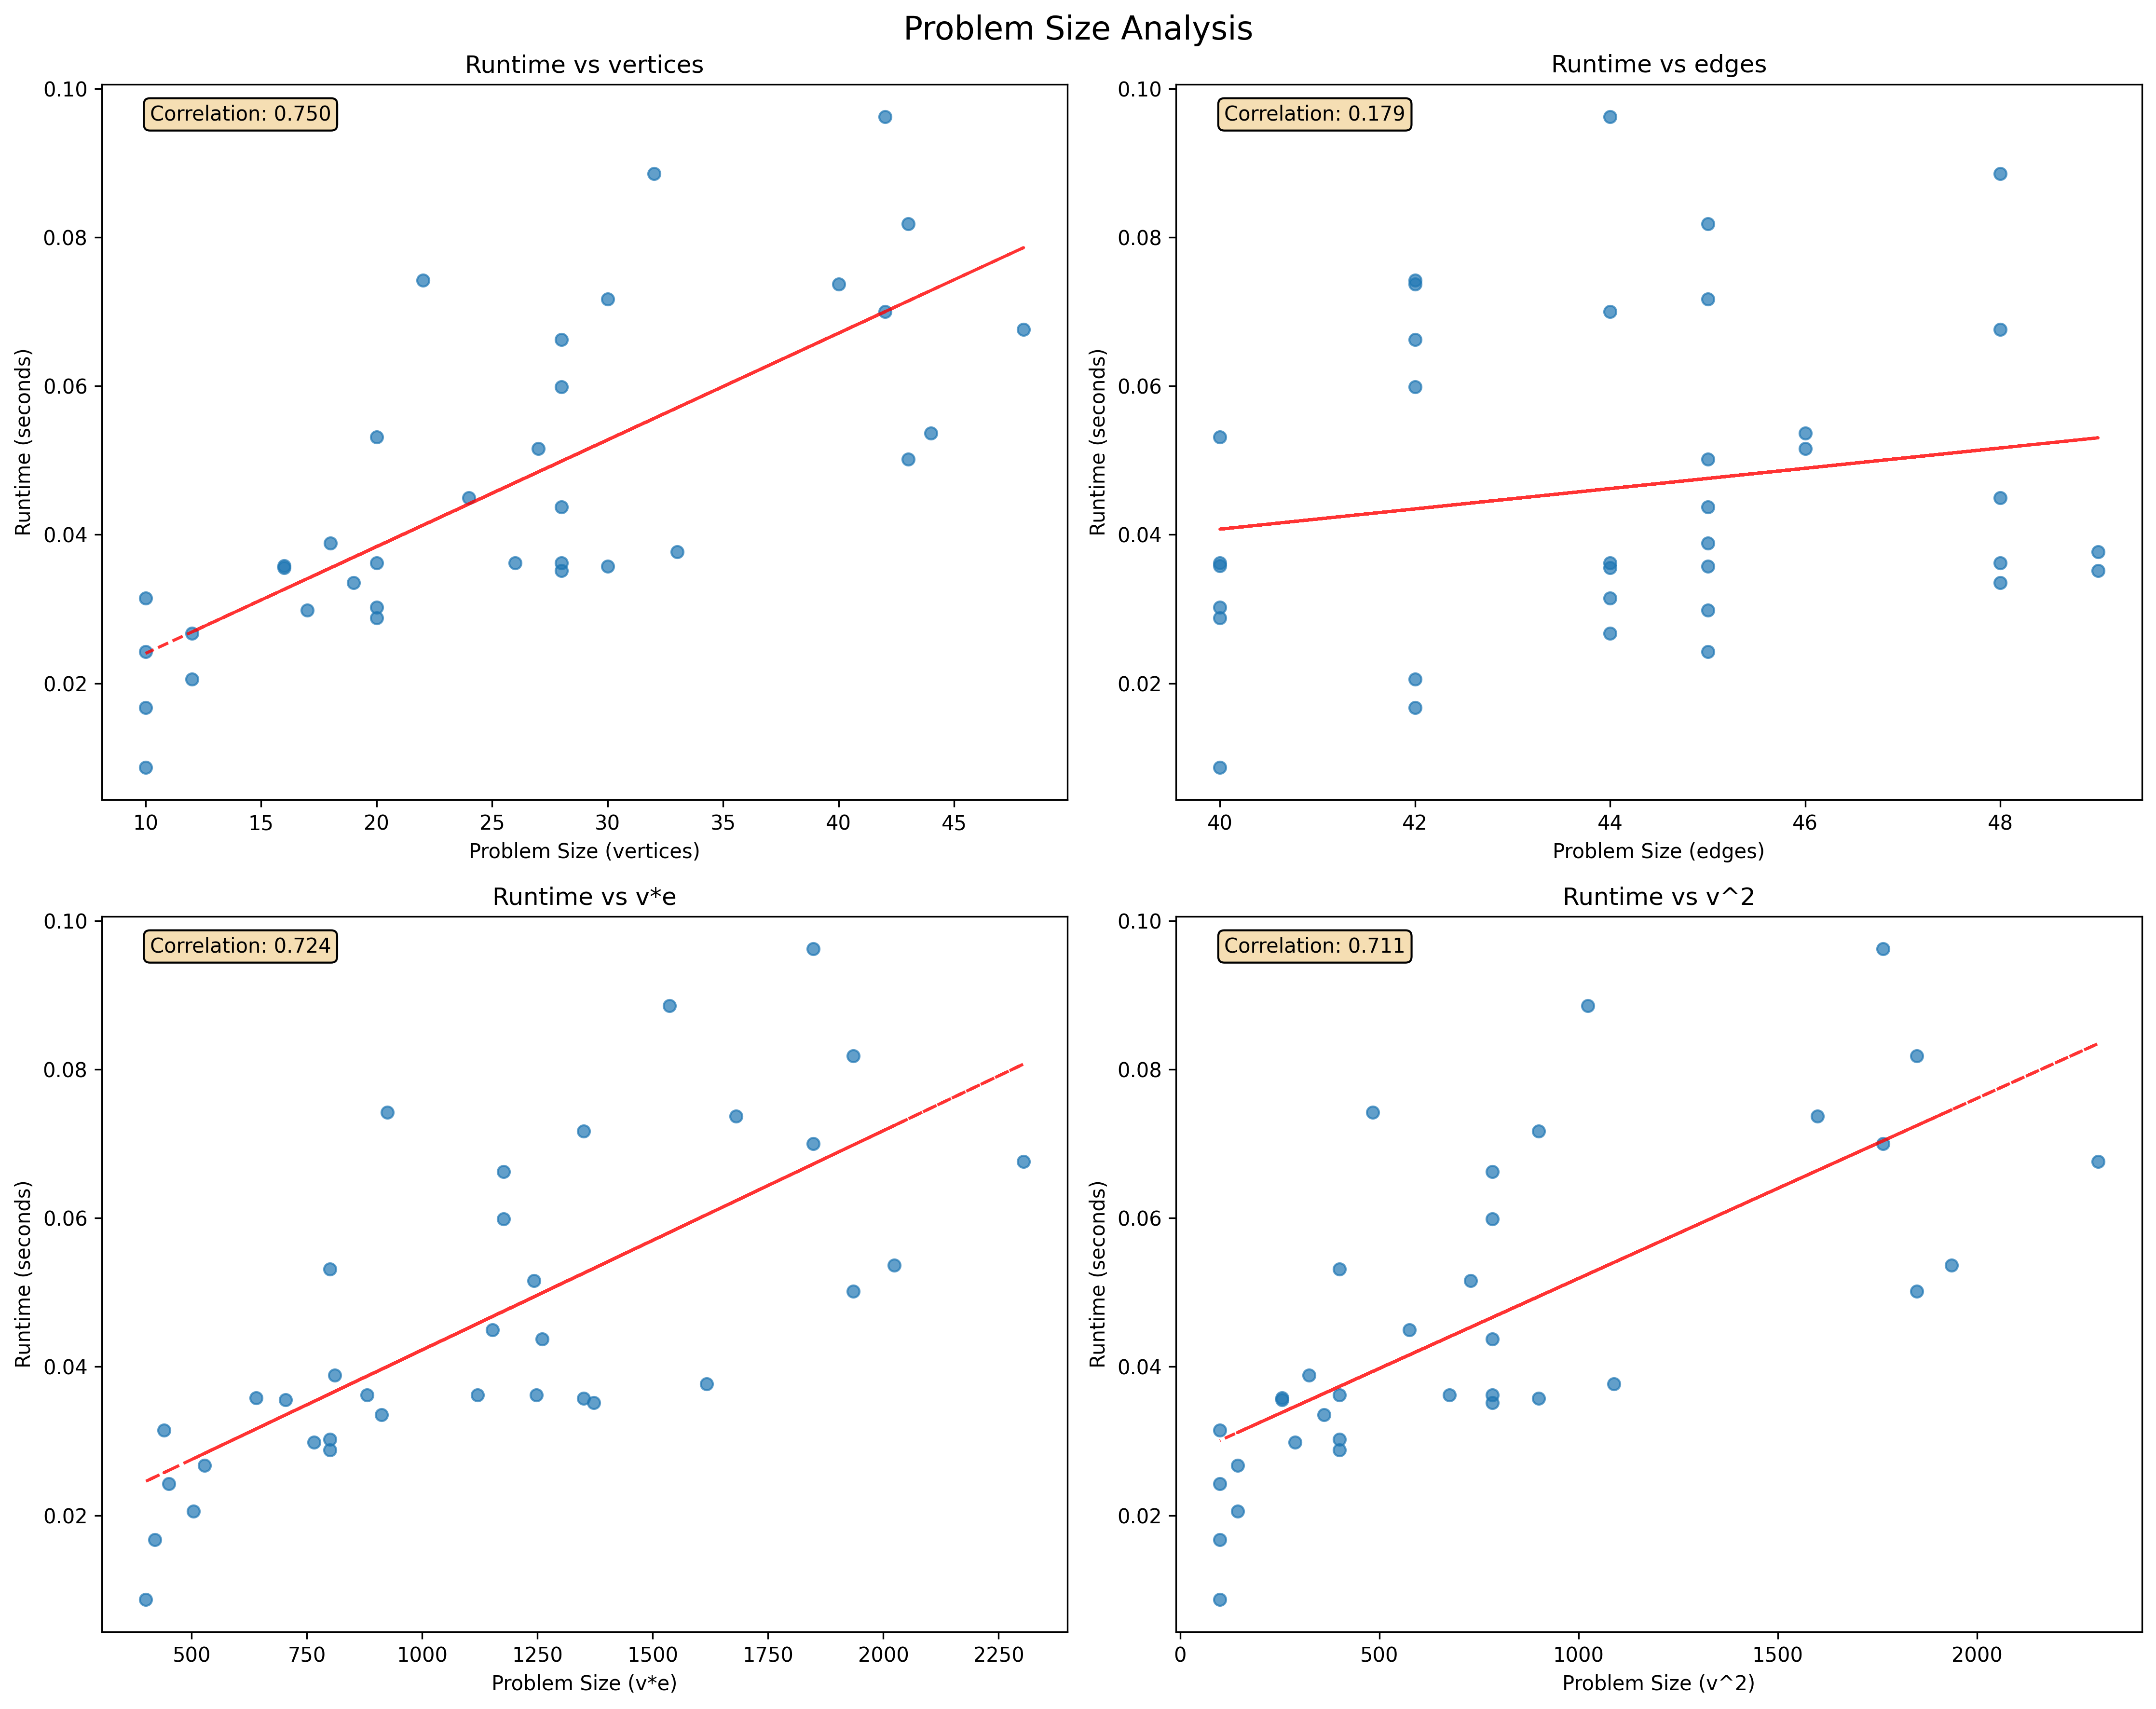 Problem Size Analysis
Runtime vs vertices
Correlation: 0.750
0.10
0.08
0.06
0.04
0.02
Runtime (seconds)
10 15 20 25 30 35 40 45
Problem Size (vertices)
Runtime vs edges
Correlation: 0.179
0.10
0.08
0.06
0.04
0.02
Runtime (seconds)
40 42 44 46 48
Problem Size (edges)
Runtime vs v*e
Correlation: 0.724
0.10
0.08
0.06
0.04
0.02
Runtime (seconds)
500 750 1000 1250 1500 1750 2000 2250
Problem Size (v*e)
Runtime vs v^2
Correlation: 0.711
0.10
0.08
0.06
0.04
0.02
Runtime (seconds)
0 500 1000 1500 2000
Problem Size (v^2)